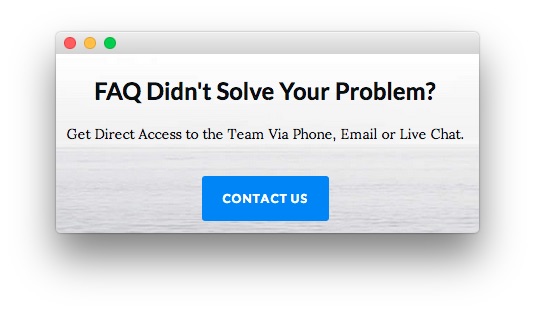 FAQ Didn't Solve Your Problem?
Get Direct Access to the Team Via Phone, Email or Live Chat.
CONTACT US